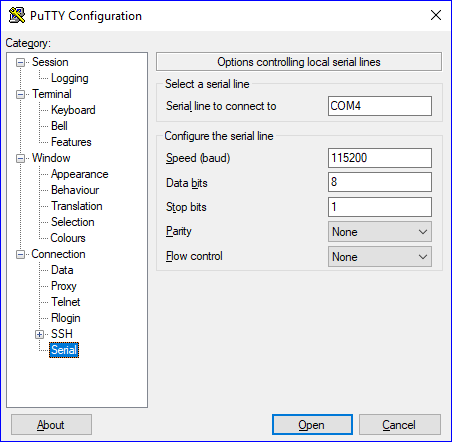 PuTTY Configuration
Category:
Session
Logging
Terminal
Keyboard
Bell
Features
Window
Appearance
Behaviour
Translation
Selection
Colours
Connection
Data
Proxy
Telnet
Rlogin
SSH
Serial
Options controlling local serial lines
Select a serial line
Serial line to connect to COM4
Configure the serial line
Speed (baud) 115200
Data bits 8
Stop bits 1
Parity None
Flow control None
About Open Cancel